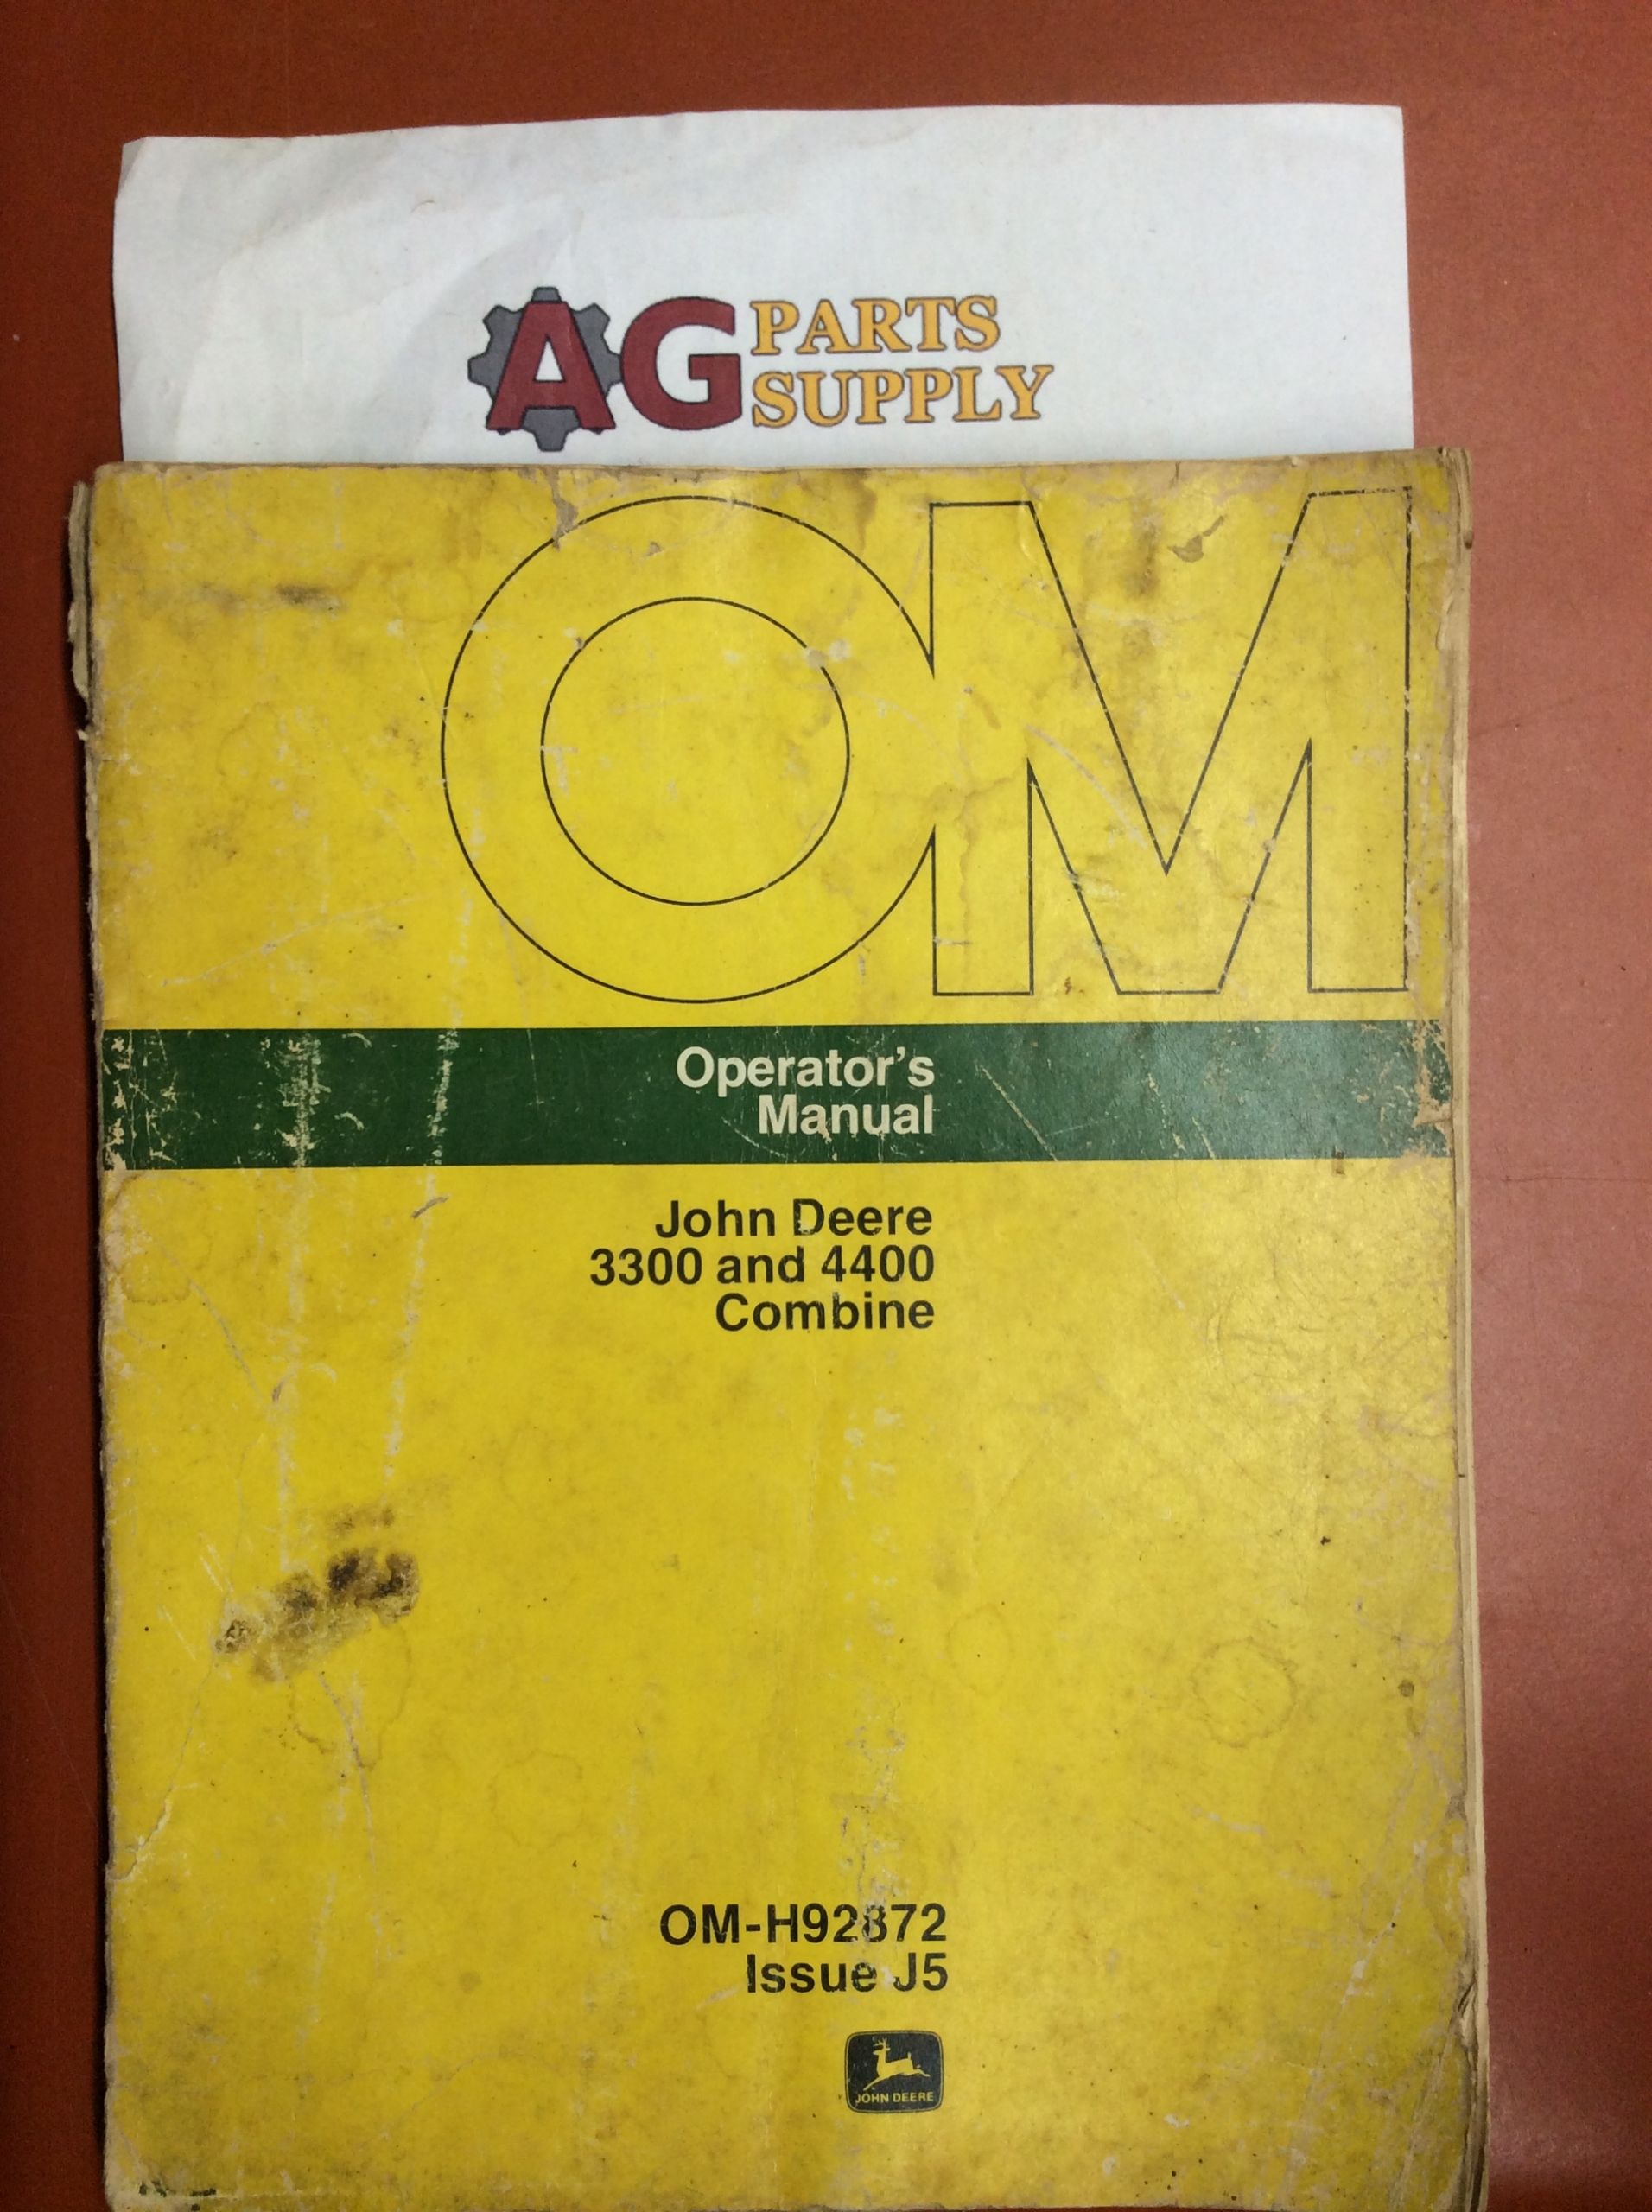 AG PARTS
SUPPLY
OM
Operator's
Manual
John Deere
3300 and 4400
Combine
OM-H92872
Issue J5
JOHN DEERE